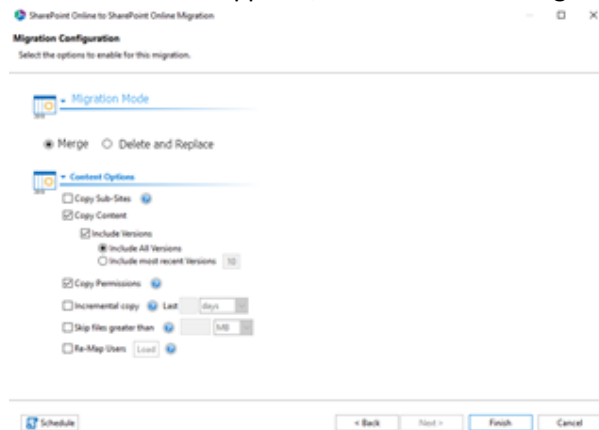 SharePoint Online to SharePoint Online Migration
Migration Configuration
Select the options to enable for this migration.
Migration Mode
Merge Delete and Replace
Content Options
Copy Sub-Sites
Copy Content
Include Versions
Include All Versions
Include most recent Versions 10
Copy Permissions
Incremental copy Last days
Skip files greater than MB
Re-Map Users Load
Schedule < Back Next > Finish Cancel